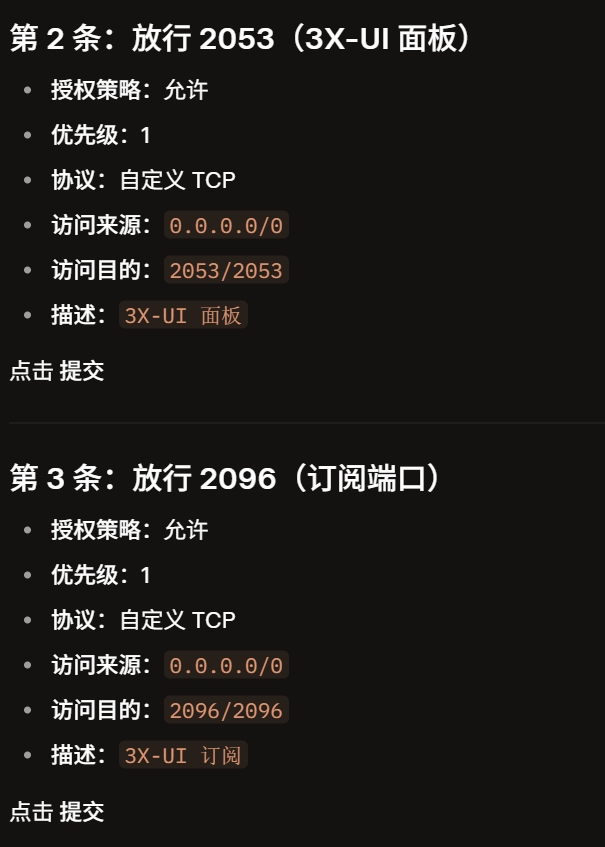 第 2 条：放行 2053（3X-UI 面板）
授权策略：允许
优先级：1
协议：自定义 TCP
访问来源：0.0.0.0/0
访问目的：2053/2053
描述：3X-UI 面板
点击 提交
第 3 条：放行 2096（订阅端口）
授权策略：允许
优先级：1
协议：自定义 TCP
访问来源：0.0.0.0/0
访问目的：2096/2096
描述：3X-UI 订阅
点击 提交